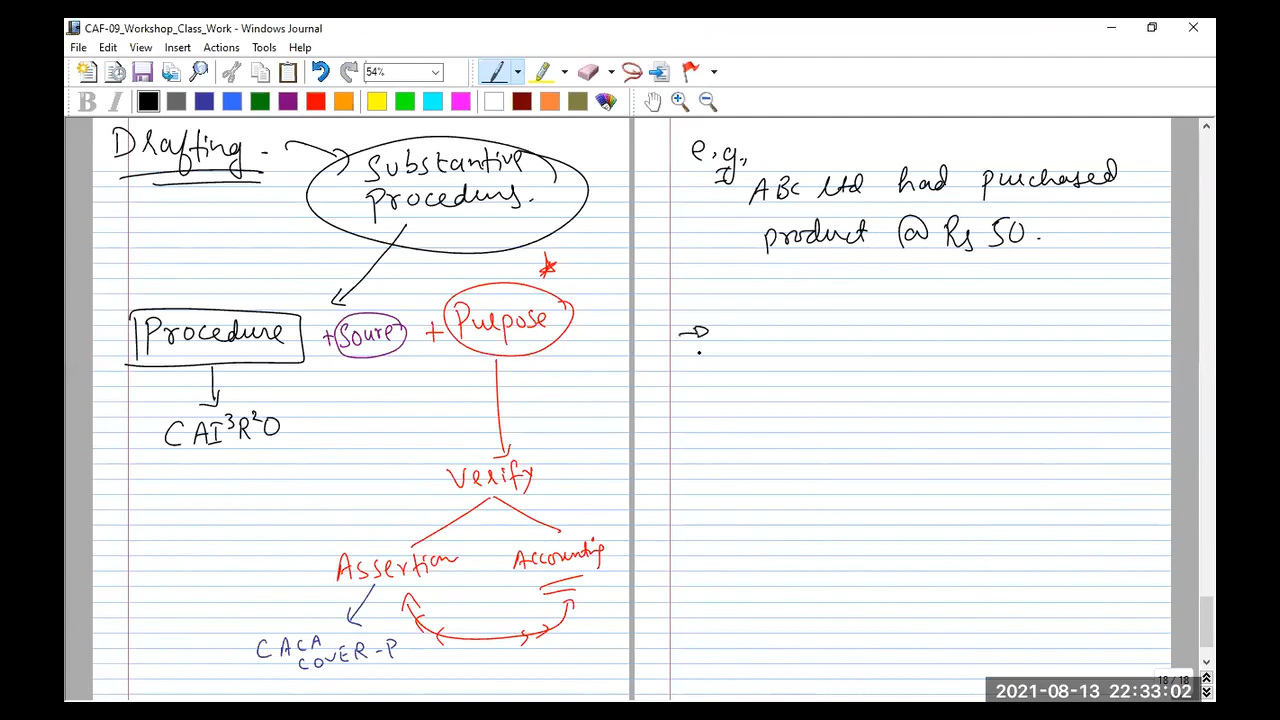 CAF-09_Workshop_Class_Work - Windows Journal
File Edit View Insert Actions Tools Help
54%
B I
Drafting.
Substantive
procedures.
Procedure + Source + Purpose
CAI³R²O
Verify
Assertion Accounting
CACA
COVER-P
e.g,
ABC Ltd had purchased
product @ Rs 50.
18 / 18
2021-08-13 22:33:02